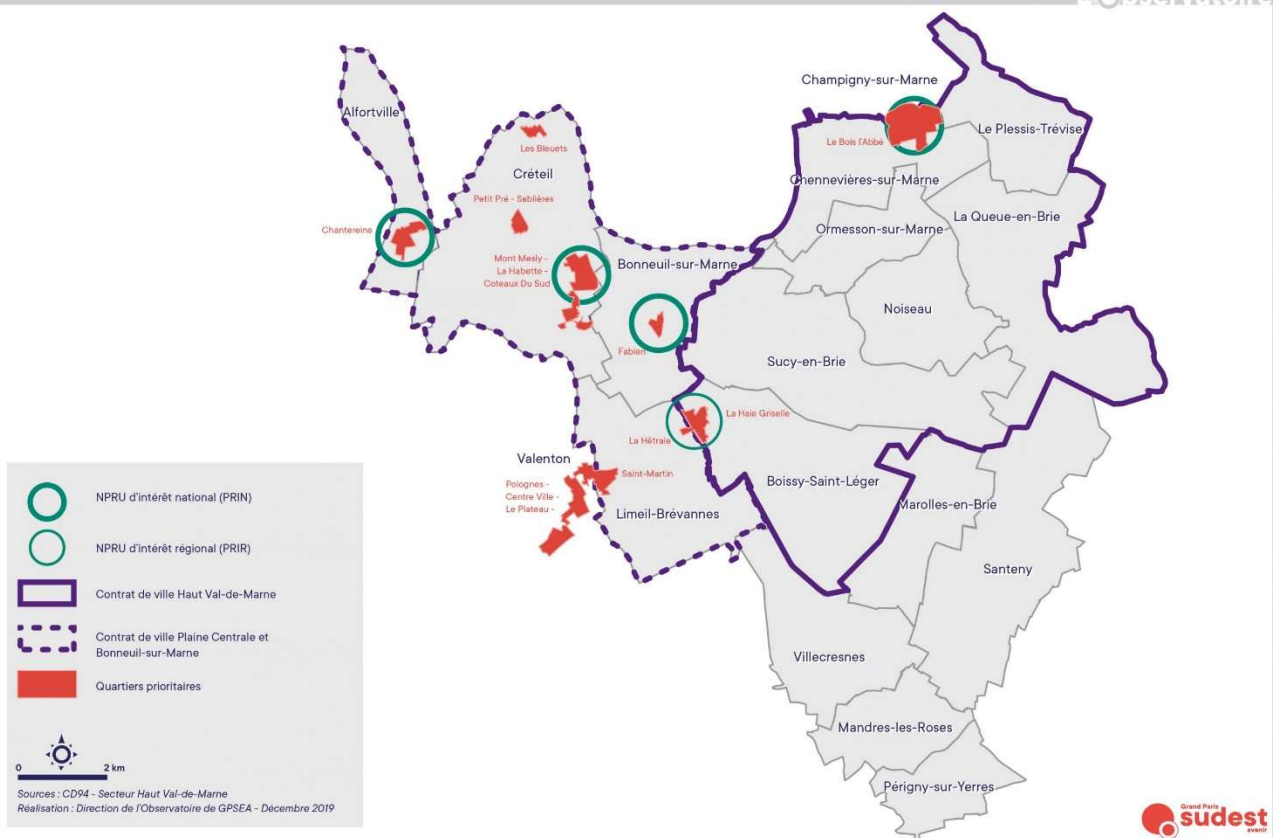 Champigny-sur-Marne
Alfortville
Le Plessis-Trévise
Le Bois l'Abbé
Les Bleuets
Créteil
Chennevières-sur-Marne
Petit Pré - Sablières
La Queue-en-Brie
Chantereine
Ormesson-sur-Marne
Mont Mesly -
La Habette -
Coteaux Du Sud
Bonneuil-sur-Marne
Noiseau
Fabien
Sucy-en-Brie
La Haie Griselle
La Hêtraie
Valenton
Saint-Martin
Polognes -
Centre Ville -
Le Plateau -
Boissy-Saint-Léger
Limeil-Brévannes
Marolles-en-Brie
Santeny
Villecresnes
Mandres-les-Roses
Périgny-sur-Yerres
NPRU d'intérêt national (PRIN)
NPRU d'intérêt régional (PRIR)
Contrat de ville Haut Val-de-Marne
Contrat de ville Plaine Centrale et
Bonneuil-sur-Marne
Quartiers prioritaires
0 2 km
Sources : CD94 - Secteur Haut Val-de-Marne
Réalisation : Direction de l'Observatoire de GPSEA - Décembre 2019
Grand Paris
sudest
avenir